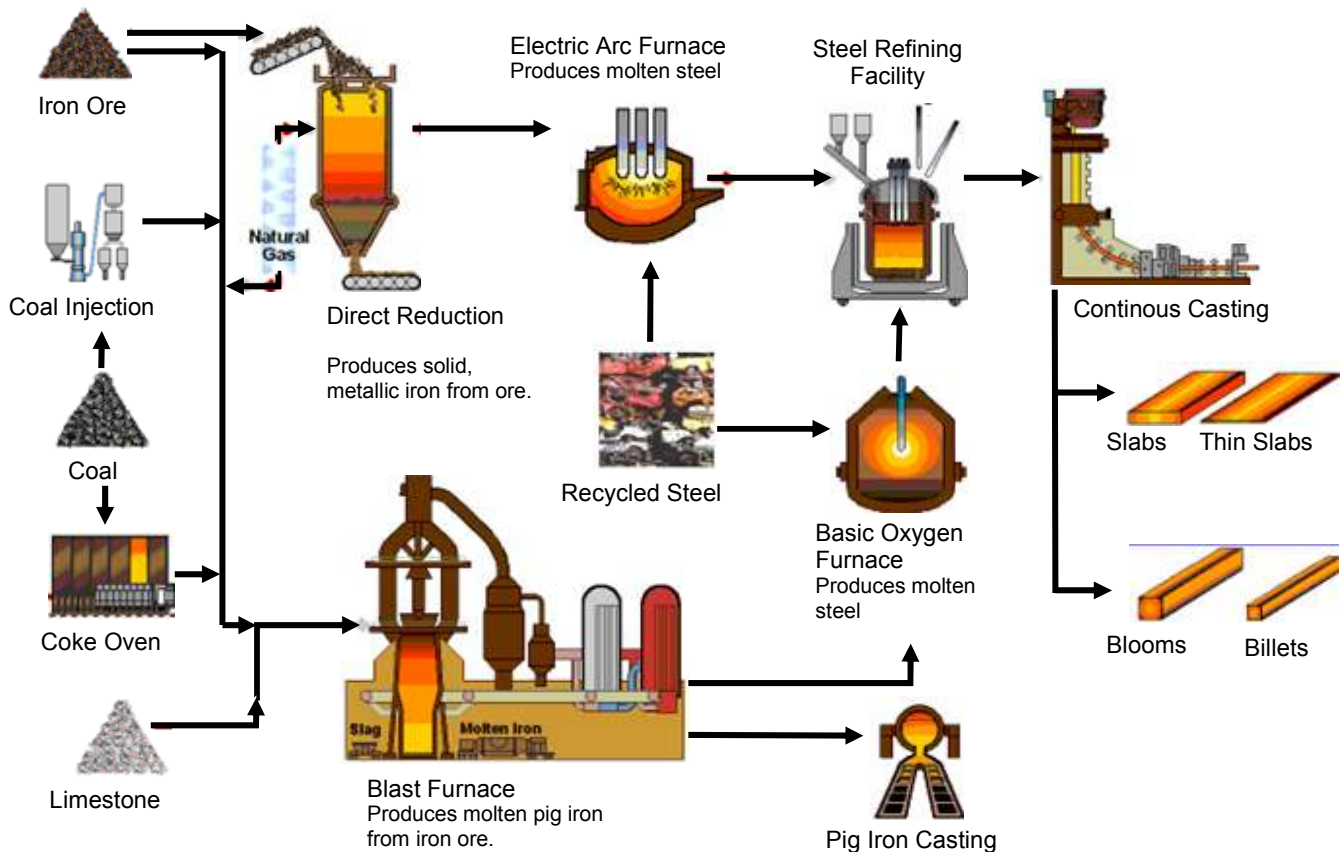 Iron Ore
Electric Arc Furnace
Produces molten steel
Steel Refining
Facility
Natural
Gas
Coal Injection
Direct Reduction
Produces solid,
metallic iron from ore.
Continous Casting
Coal
Recycled Steel
Slabs
Thin Slabs
Basic Oxygen
Furnace
Produces molten
steel
Coke Oven
Blooms
Billets
Slag
Molten Iron
Limestone
Blast Furnace
Produces molten pig iron
from iron ore.
Pig Iron Casting